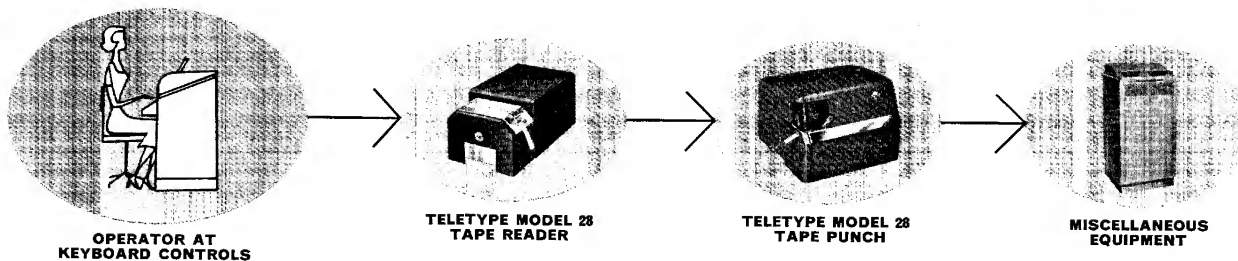 OPERATOR AT
KEYBOARD CONTROLS
TELETYPE MODEL 28
TAPE READER
TELETYPE MODEL 28
TAPE PUNCH
MISCELLANEOUS
EQUIPMENT